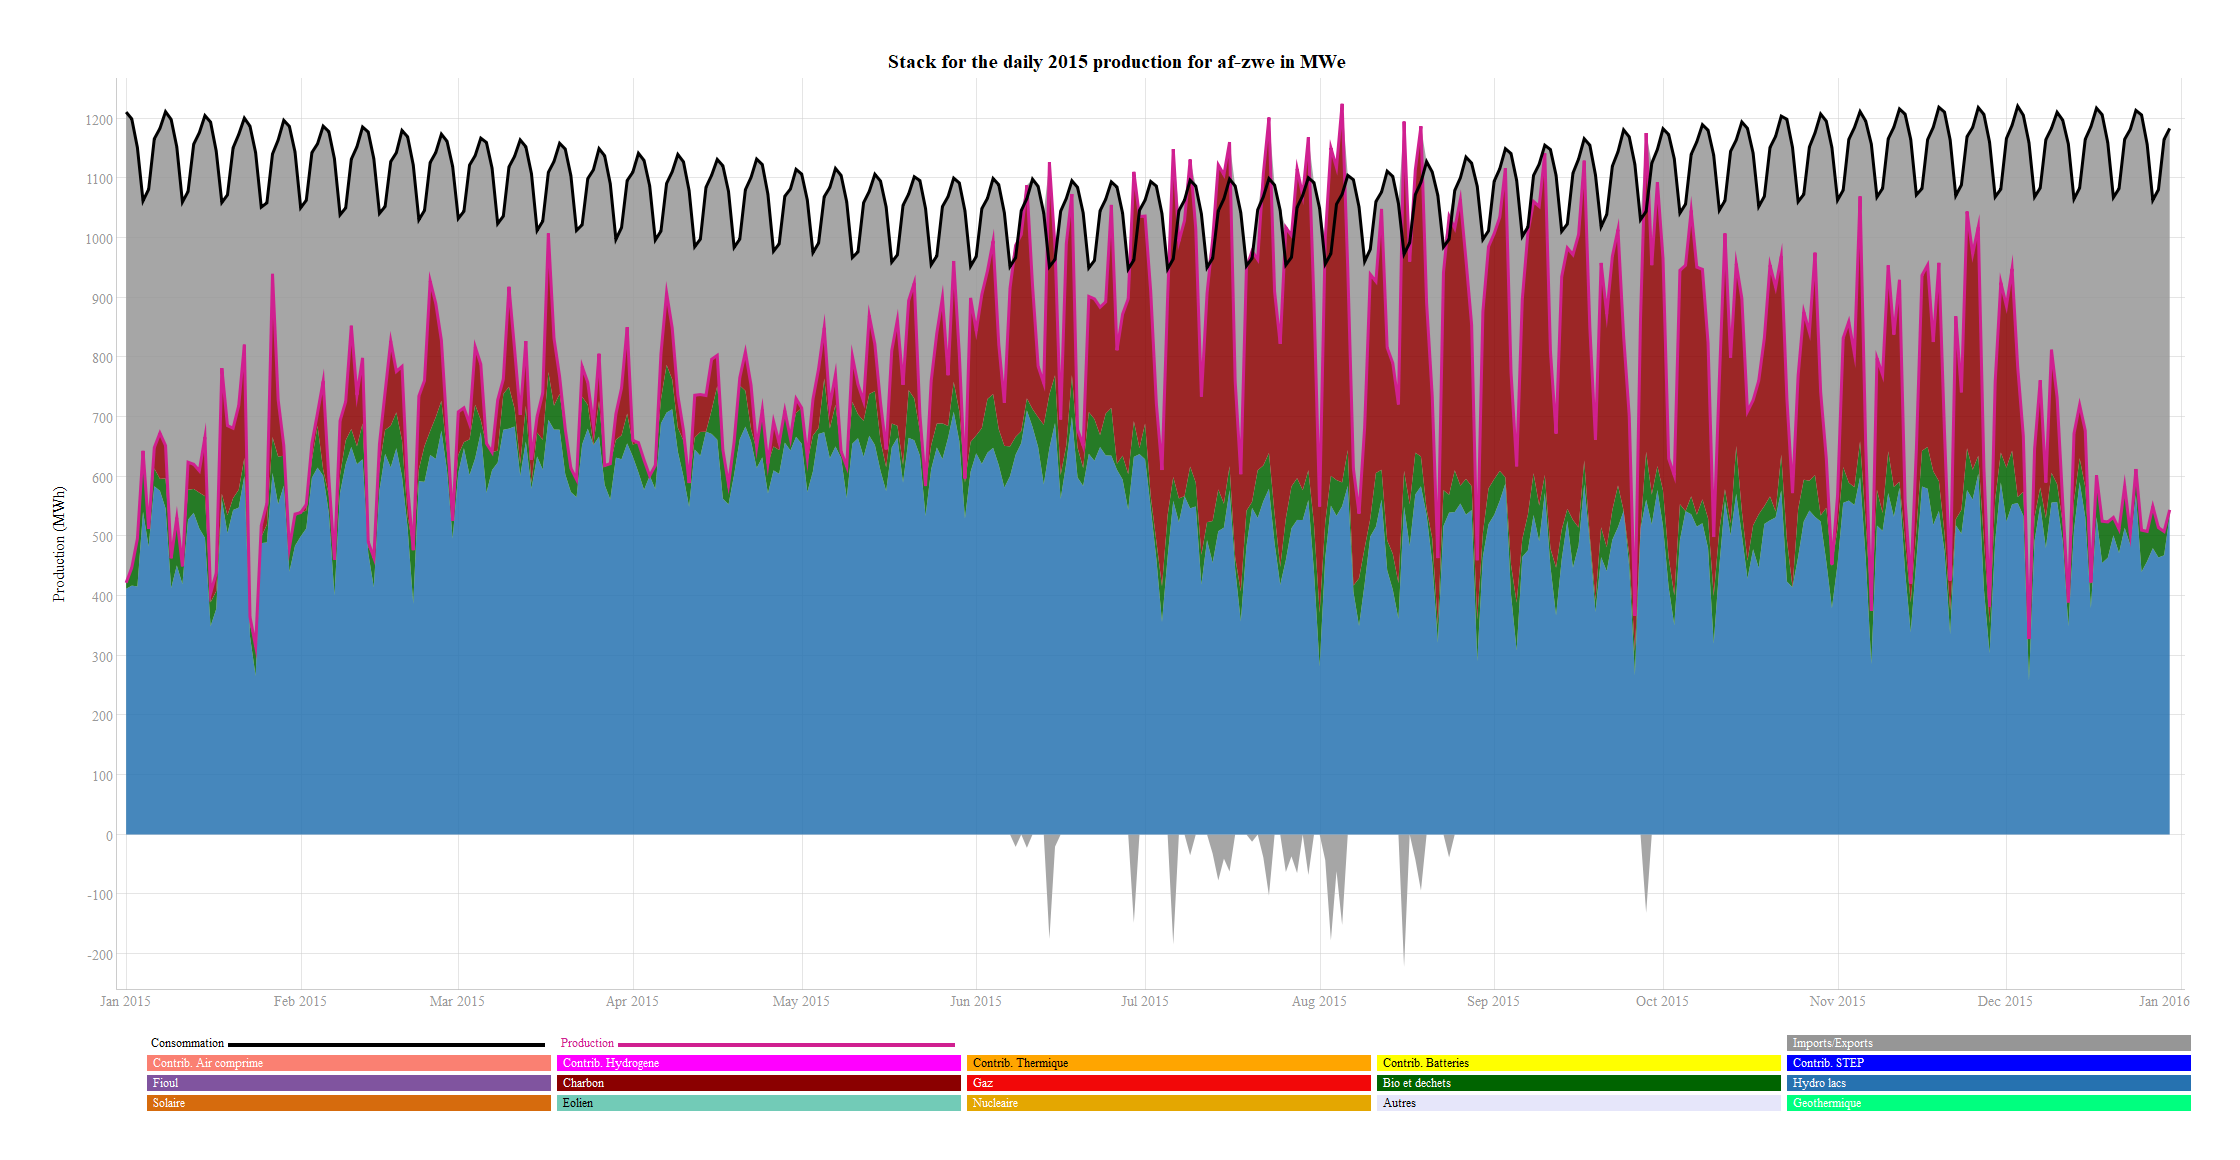 Stack for the daily 2015 production for af-zwe in MWe
Production (MWh)
1200
1100
1000
900
800
700
600
500
400
300
200
100
0
-100
-200
Jan 2015 Feb 2015 Mar 2015 Apr 2015 May 2015 Jun 2015 Jul 2015 Aug 2015 Sep 2015 Oct 2015 Nov 2015 Dec 2015 Jan 2016
Consommation Production Imports/Exports
Contrib. Air comprime Contrib. Hydrogene Contrib. Thermique Contrib. Batteries Contrib. STEP
Fioul Charbon Gaz Bio et dechets Hydro lacs
Solaire Eolien Nucleaire Autres Geothermique